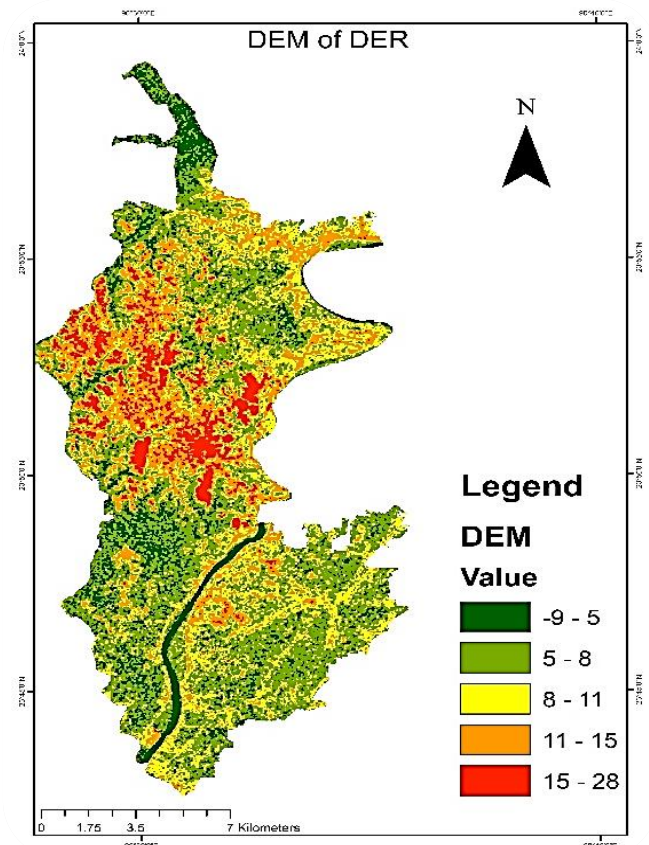 DEM of DER
N
Legend
DEM
Value
-9 - 5
5 - 8
8 - 11
11 - 15
15 - 28
0 1.75 3.5 7 Kilometers